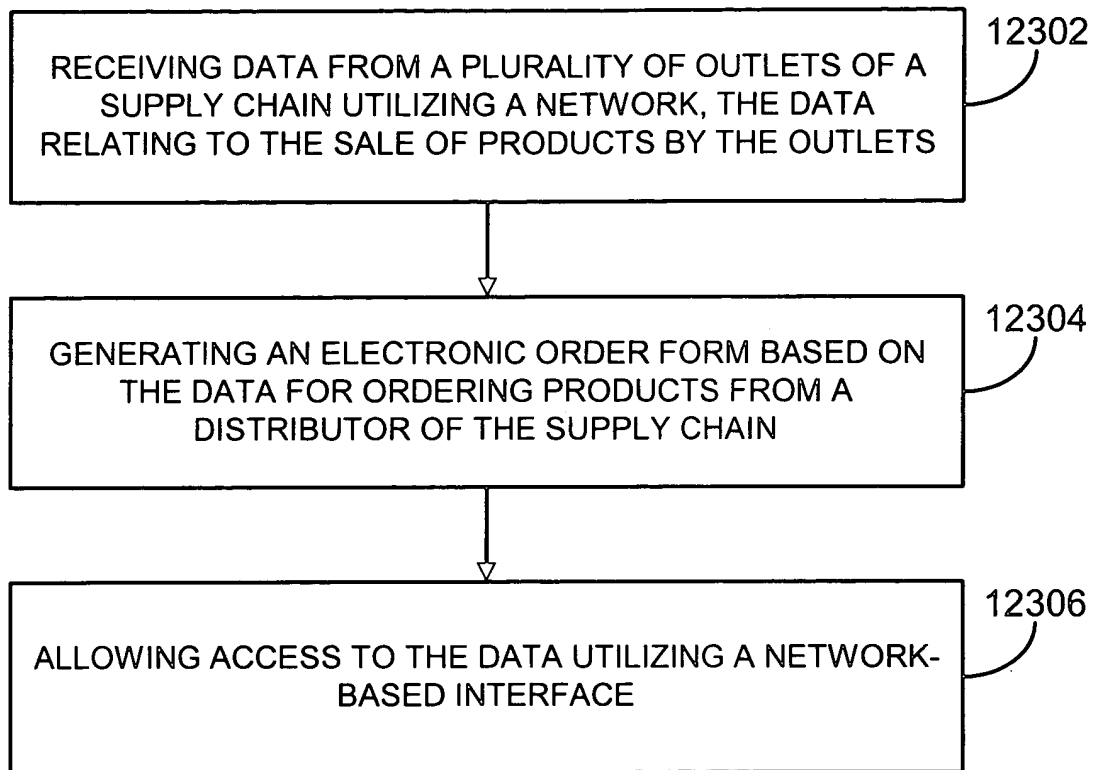 12302
RECEIVING DATA FROM A PLURALITY OF OUTLETS OF A
SUPPLY CHAIN UTILIZING A NETWORK, THE DATA
RELATING TO THE SALE OF PRODUCTS BY THE OUTLETS
12304
GENERATING AN ELECTRONIC ORDER FORM BASED ON
THE DATA FOR ORDERING PRODUCTS FROM A
DISTRIBUTOR OF THE SUPPLY CHAIN
12306
ALLOWING ACCESS TO THE DATA UTILIZING A NETWORK-
BASED INTERFACE